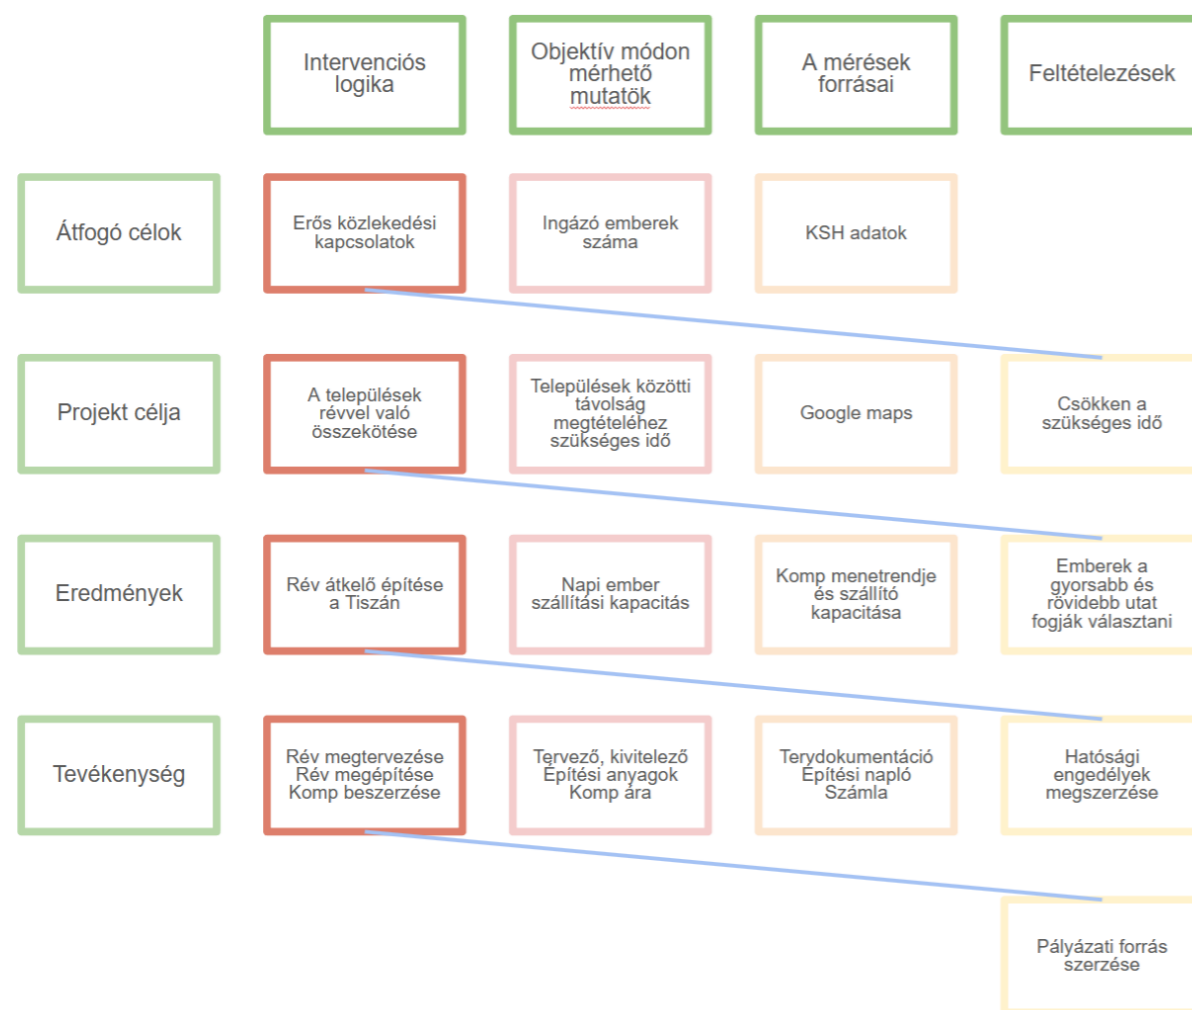 Intervenciós
logika
Objektív módon
mérhető
mutatók
A mérések
forrásai
Feltételezések
Átfogó célok
Erős közlekedési
kapcsolatok
Ingázó emberek
száma
KSH adatok
Projekt célja
A települések
révvel való
összekötése
Települések közötti
távolság
megtételéhez
szükséges idő
Google maps
Csökken a
szükséges idő
Eredmények
Rév átkelő építése
a Tiszán
Napi ember
szállítási kapacitás
Komp menetrendje
és szállító
kapacitása
Emberek a
gyorsabb és
rövidebb utat
fogják választani
Tevékenység
Rév megtervezése
Rév megépítése
Komp beszerzése
Tervező, kivitelező
Építési anyagok
Komp ára
Terydokumentáció
Építési napló
Számla
Hatósági
engedélyek
megszerzése
Pályázati forrás
szerzése